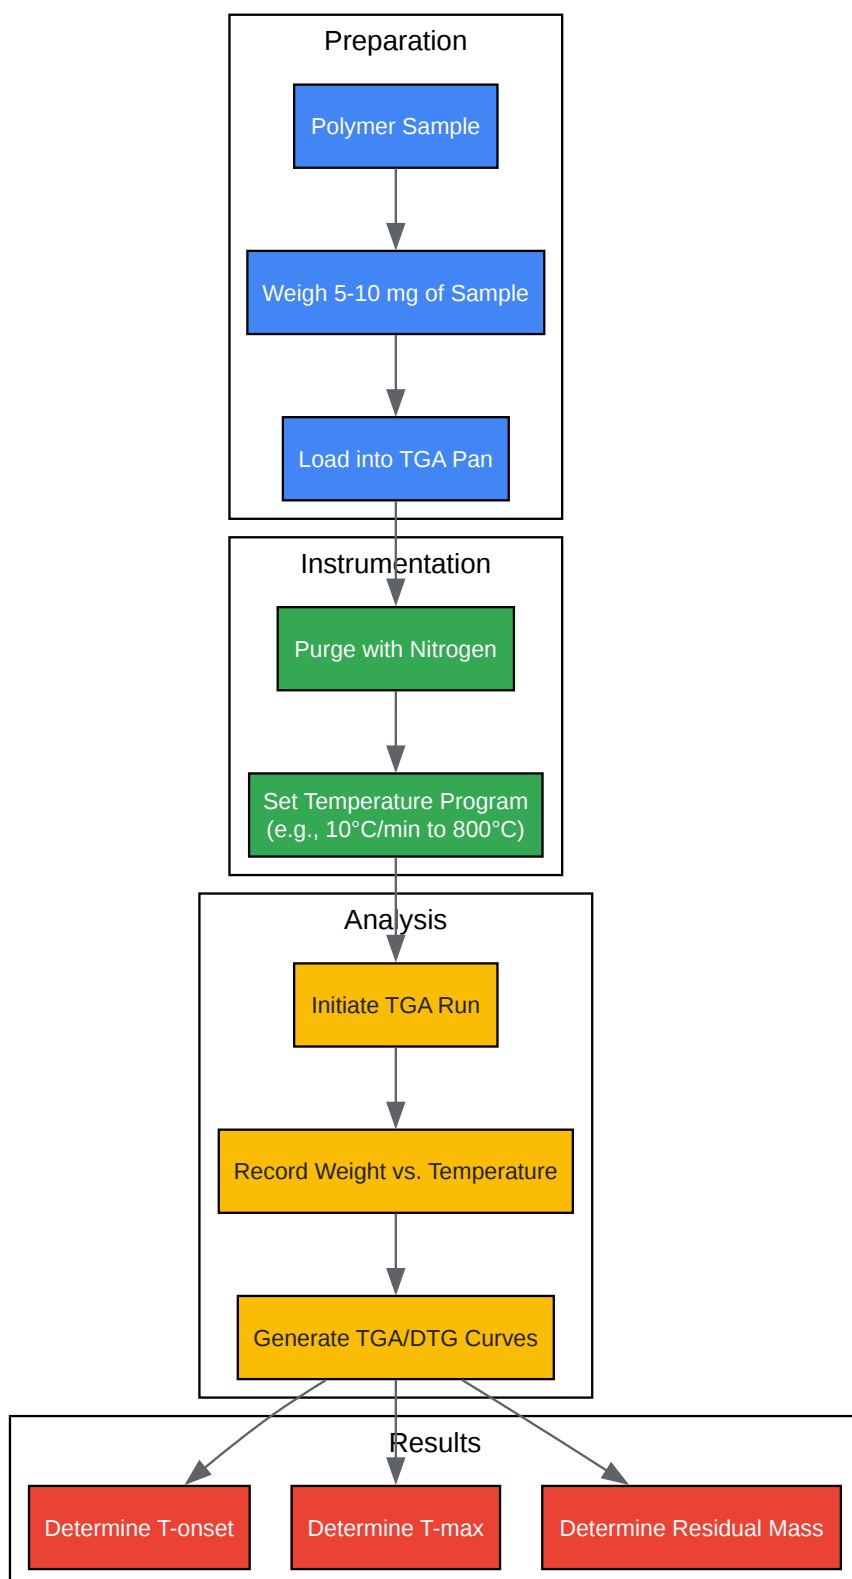 Preparation
Polymer Sample
Weigh 5-10 mg of Sample
Load into TGA Pan
Instrumentation
Purge with Nitrogen
Set Temperature Program
(e.g., 10°C/min to 800°C)
Analysis
Initiate TGA Run
Record Weight vs. Temperature
Generate TGA/DTG Curves
Results
Determine T-onset
Determine T-max
Determine Residual Mass